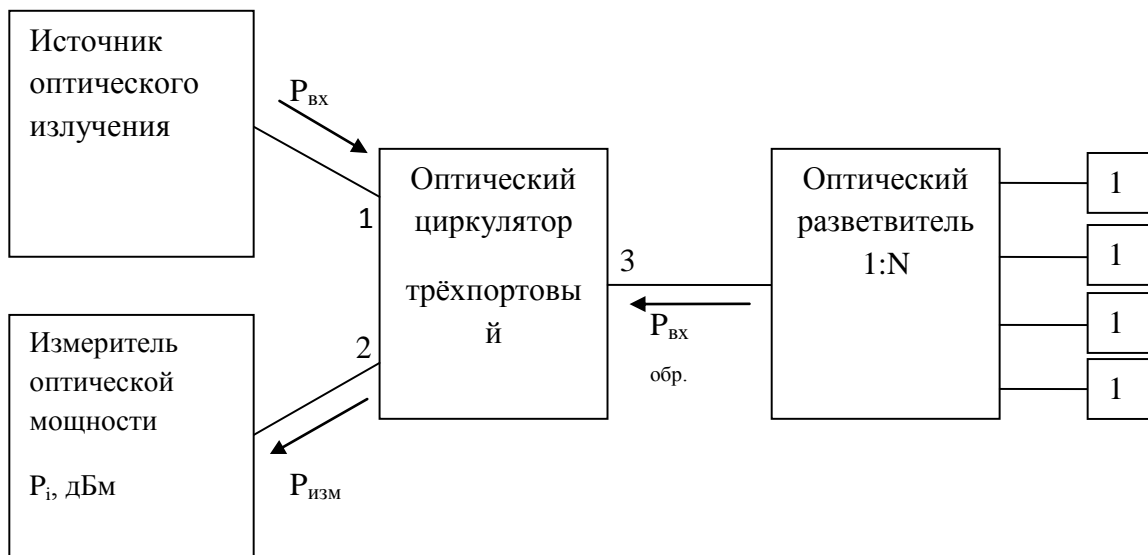 Источник
оптического
излучения
Pвх
1
Оптический
циркулятор
трёхпортовы
й
2
3
Pвх
обр.
Оптический
разветвитель
1:N
1
1
1
1
Измеритель
оптической
мощности
Pi, дБм
Pизм